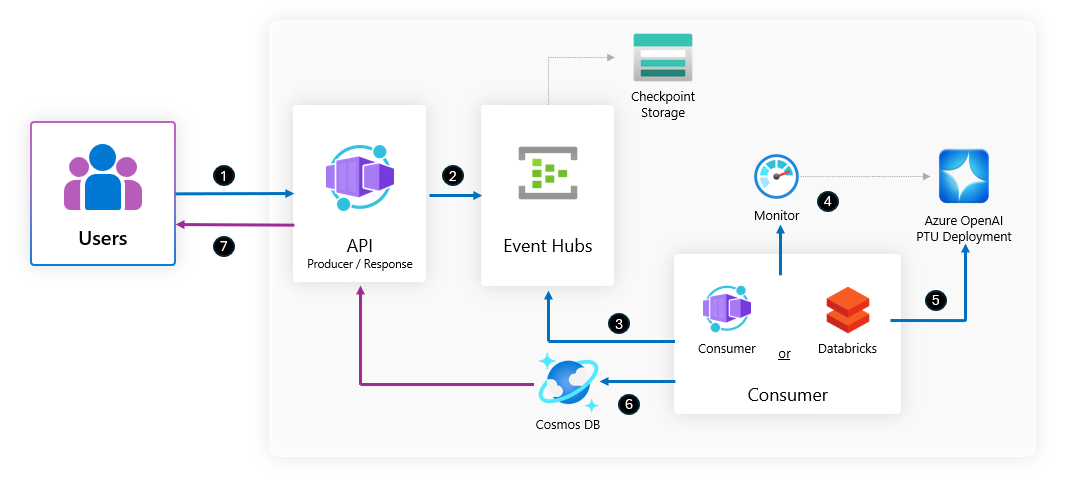 Checkpoint
Storage
1
2
Users
7
API
Producer / Response
Event Hubs
Monitor
4
Azure OpenAI
PTU Deployment
3
5
Consumer
or
Databricks
Consumer
6
Cosmos DB